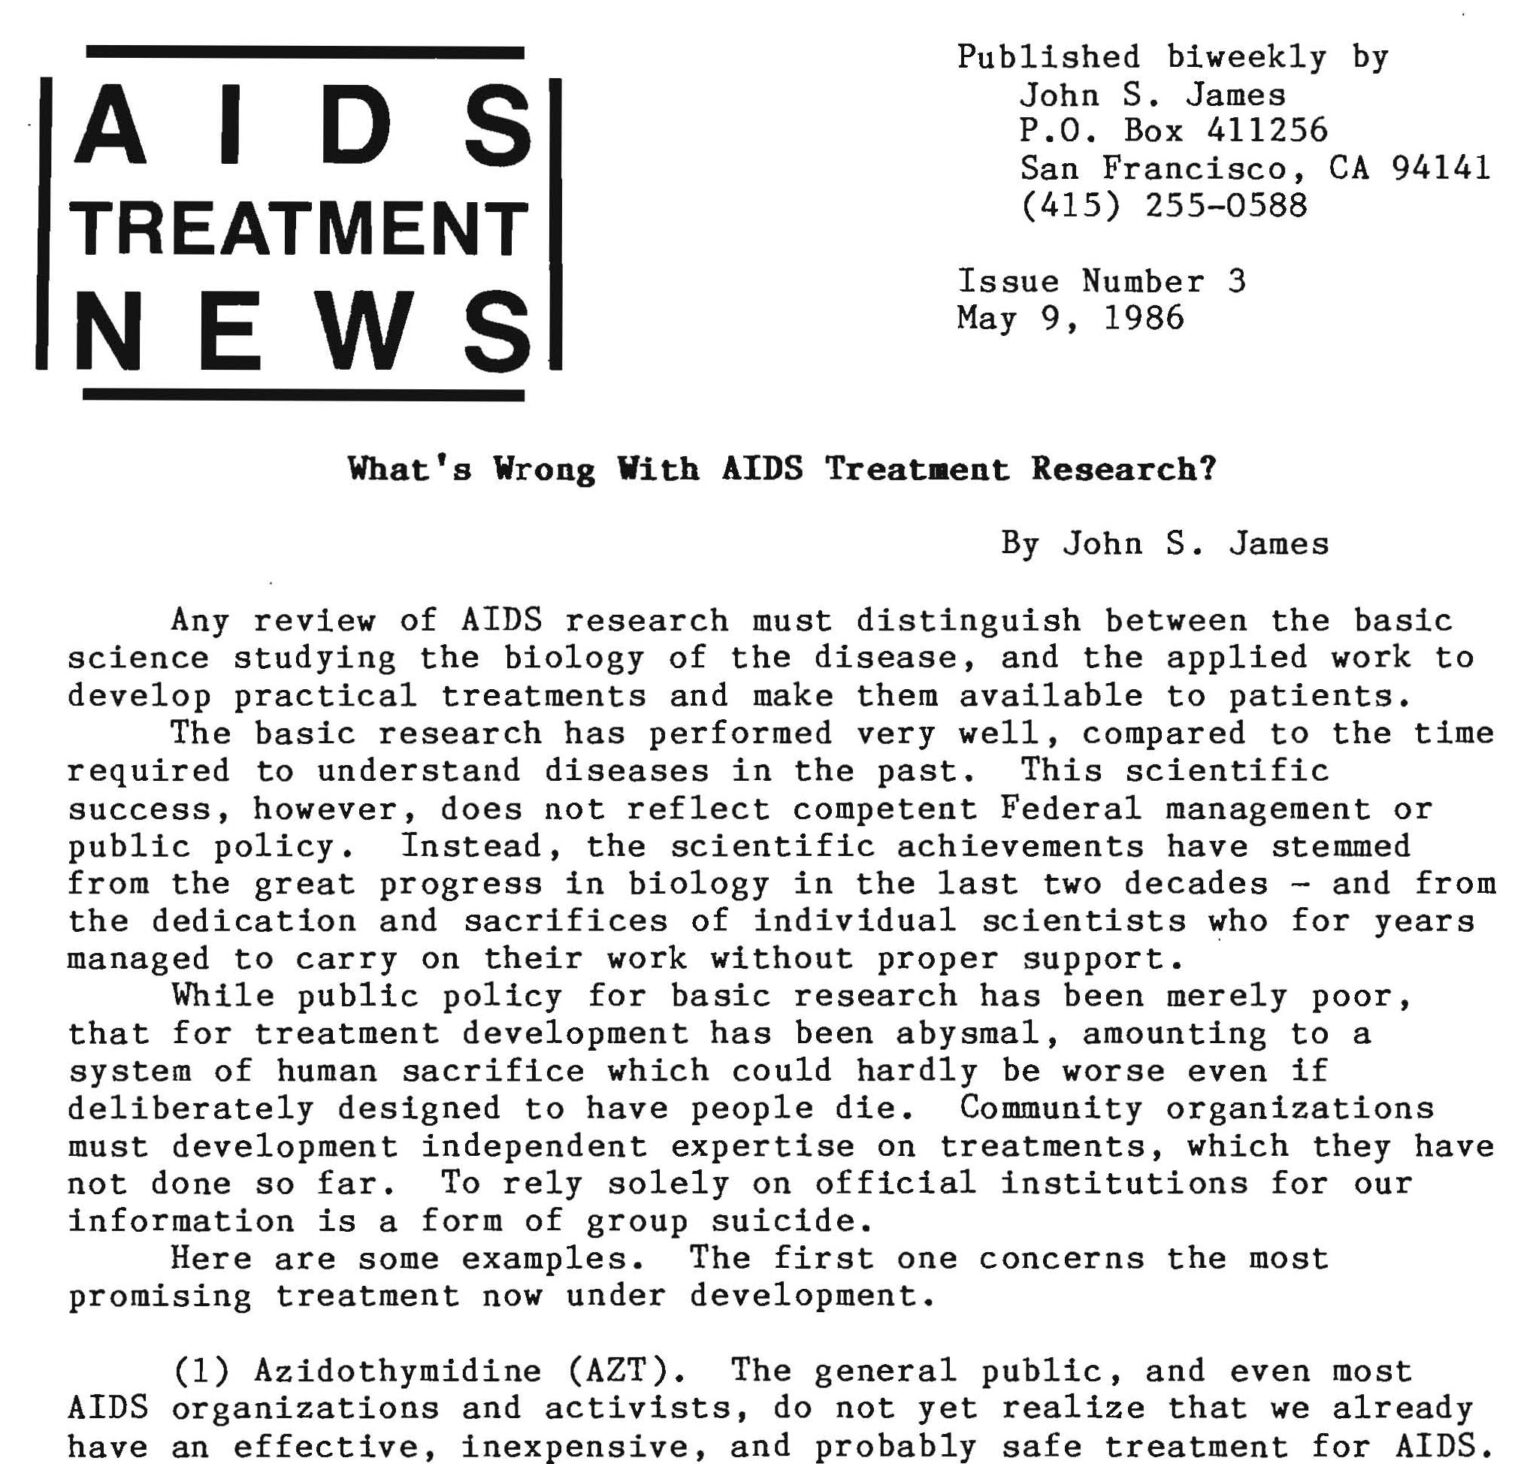 AIDS
TREATMENT
NEWS
Published biweekly by
John S. James
P.O. Box 411256
San Francisco, CA 94141
(415) 255-0588
Issue Number 3
May 9, 1986
What's Wrong With AIDS Treatment Research?
By John S. James
Any review of AIDS research must distinguish between the basic
science studying the biology of the disease, and the applied work to
develop practical treatments and make them available to patients.
The basic research has performed very well, compared to the time
required to understand diseases in the past. This scientific
success, however, does not reflect competent Federal management or
public policy. Instead, the scientific achievements have stemmed
from the great progress in biology in the last two decades - and from
the dedication and sacrifices of individual scientists who for years
managed to carry on their work without proper support.
While public policy for basic research has been merely poor,
that for treatment development has been abysmal, amounting to a
system of human sacrifice which could hardly be worse even if
deliberately designed to have people die. Community organizations
must development independent expertise on treatments, which they have
not done so far. To rely solely on official institutions for our
information is a form of group suicide.
Here are some examples. The first one concerns the most
promising treatment now under development.
(1) Azidothymidine (AZT). The general public, and even most
AIDS organizations and activists, do not yet realize that we already
have an effective, inexpensive, and probably safe treatment for AIDS.